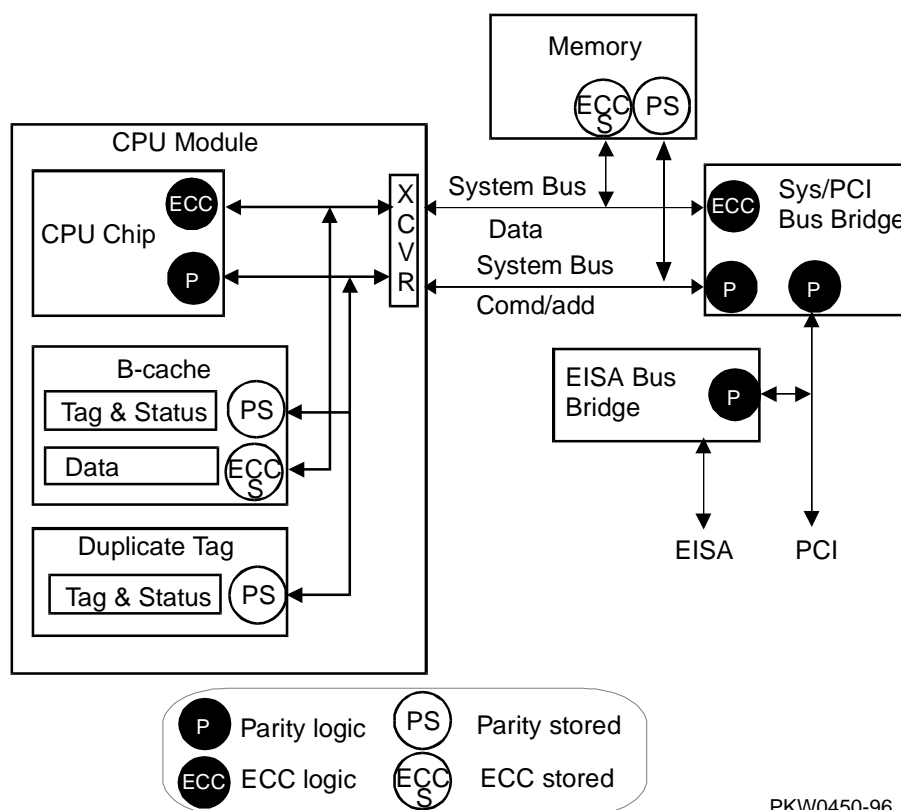 Memory
ECC
S
PS
CPU Module
CPU Chip
ECC
P
X
C
V
R
System Bus
Data
System Bus
Comd/add
ECC
Sys/PCI
Bus Bridge
P
P
B-cache
Tag & Status
PS
Data
ECC
S
EISA Bus
Bridge
P
Duplicate Tag
Tag & Status
PS
EISA
PCI
P
Parity logic
PS
Parity stored
ECC
ECC logic
ECC
S
ECC stored
PKW0450-96